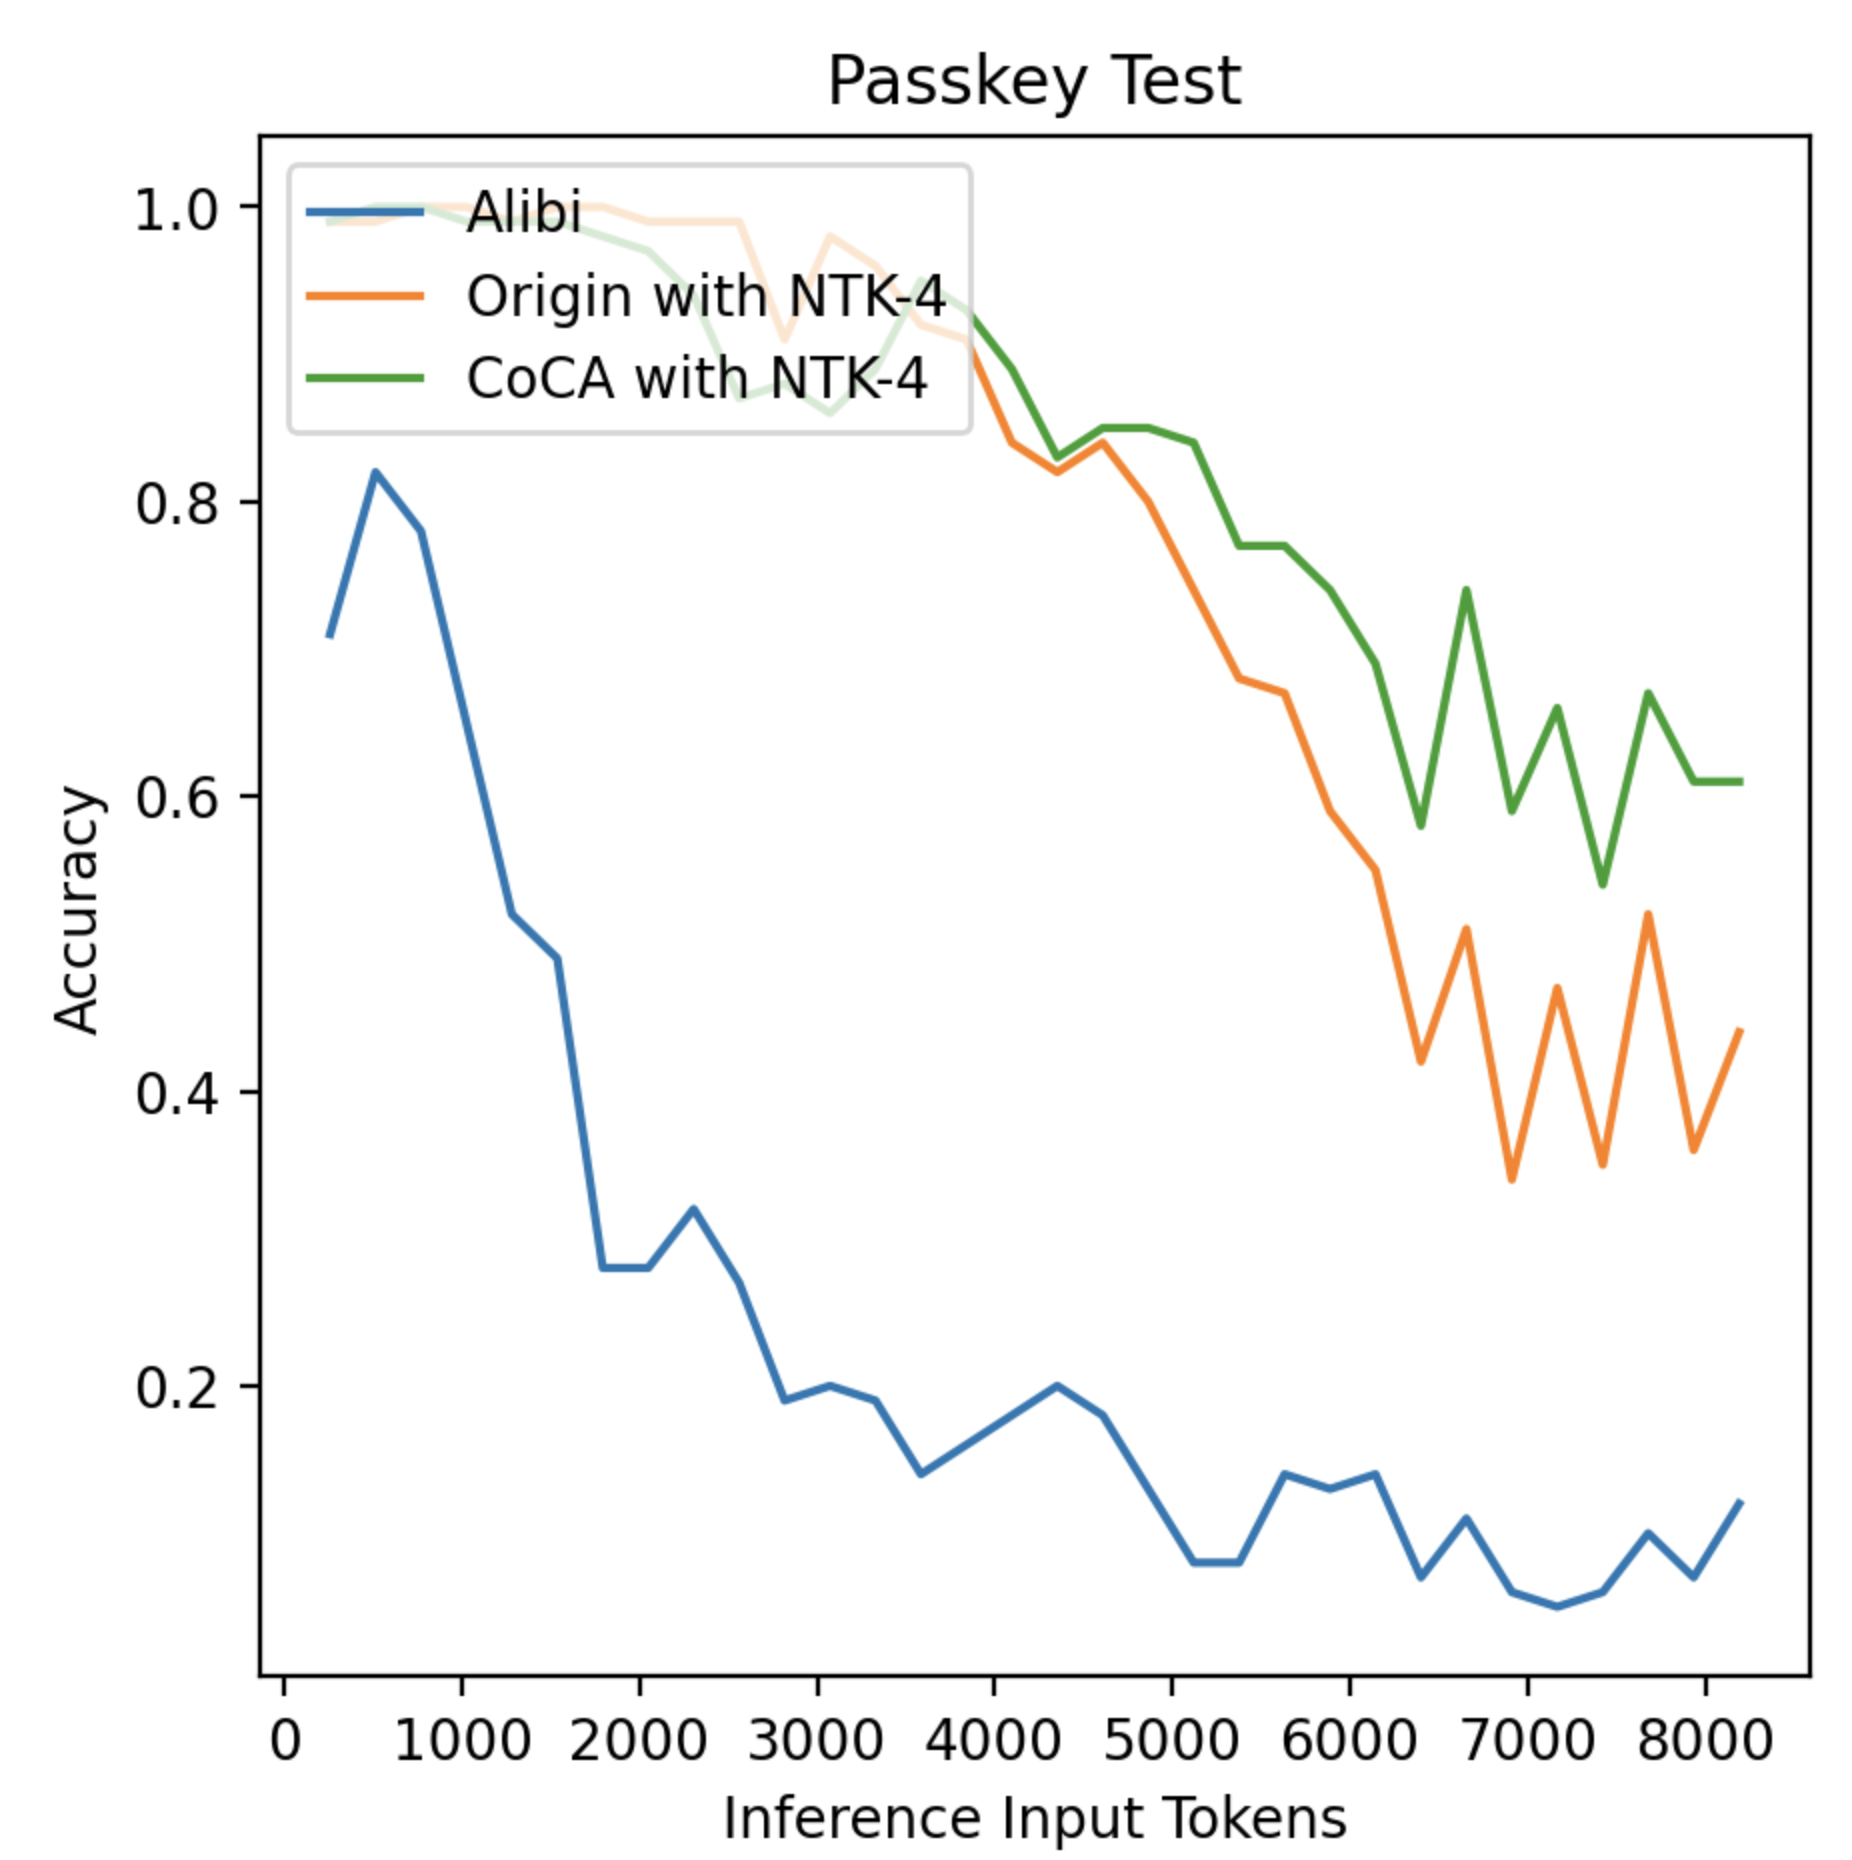 Passkey Test
Alibi
Origin with NTK-4
CoCA with NTK-4
1.0
0.8
0.6
0.4
0.2
Accuracy
0 1000 2000 3000 4000 5000 6000 7000 8000
Inference Input Tokens